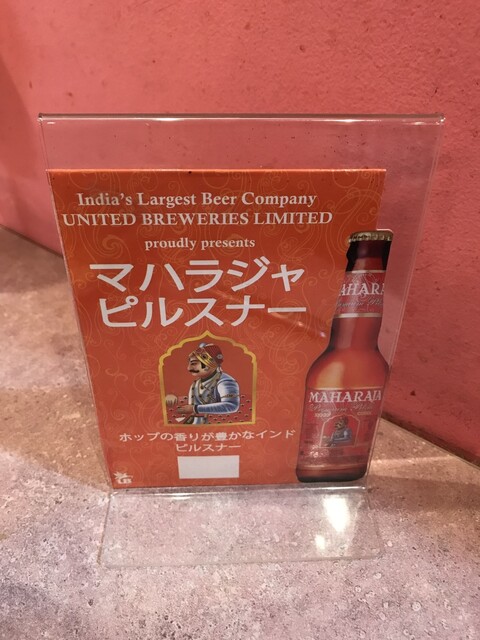 India's Largest Beer Company
UNITED BREWERIES LIMITED
proudly presents
マハラジャ
ピルスナー
ホップの香りが豊かなインド
ピルスナー
UB
MAHARA
MAHARAJA